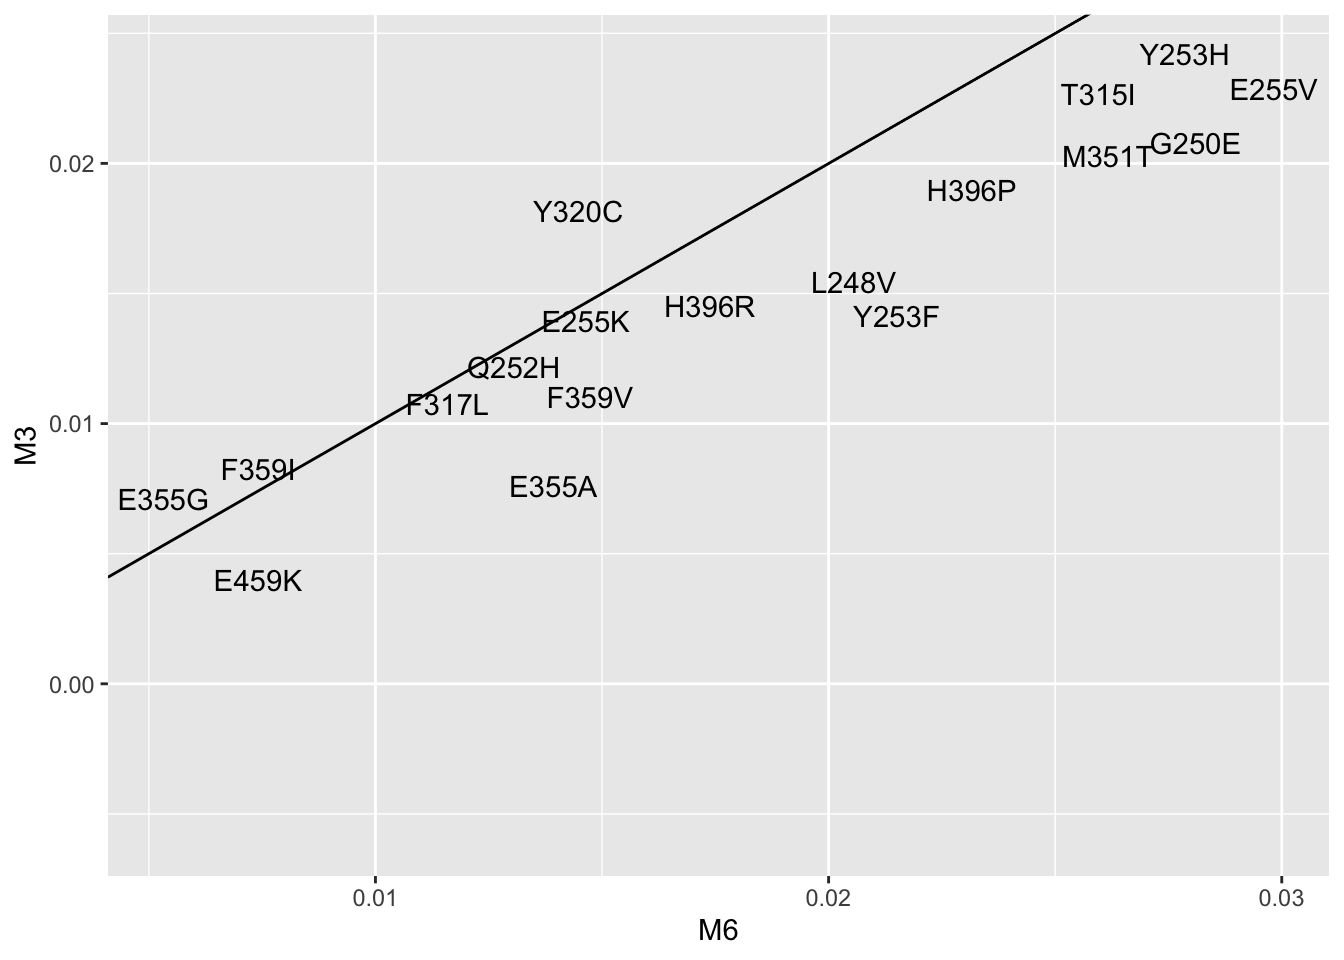 Y253H
E255V
T315I
G250E
M351T
0.02
H396P
Y320C
L248V
H396R
Y253F
E255K
Q252H
F359V
F317L
0.01
M3
F359I
E355A
E355G
E459K
0.00
0.01
0.02
0.03
M6